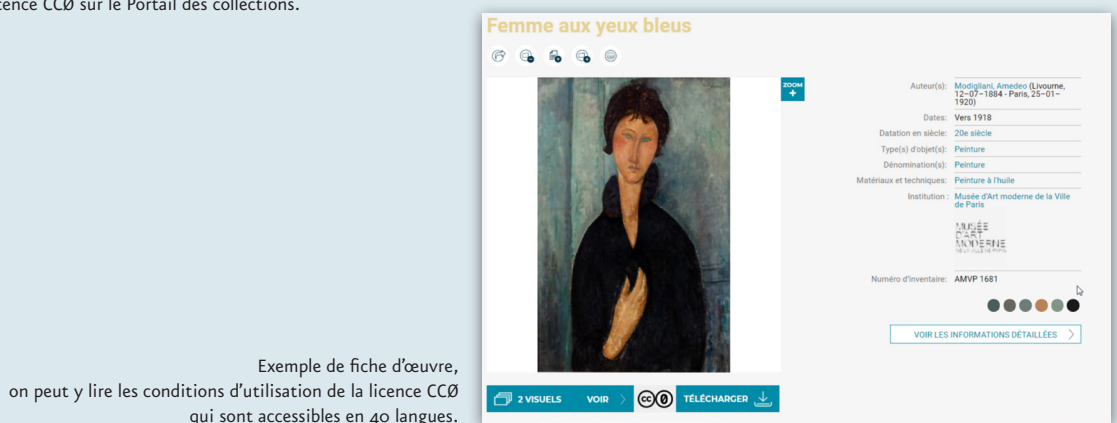 cence CCØ sur le Portail des collections.
Femme aux yeux bleus
ZOOM
+
Auteur(s): Modigliani, Amedeo (Livourne,
12-07-1884 - Paris, 25-01-
1920)
Dates: Vers 1918
Datation en siècle: 20e siècle
Type(s) d'objet(s): Peinture
Dénomination(s): Peinture
Matériaux et techniques: Peinture à l'huile
Institution : Musée d'Art moderne de la Ville
de Paris
MUSÉE
D'ART
MODERNE
Numéro d'inventaire: AMVP 1681
VOIR LES INFORMATIONS DÉTAILLÉES
2 VISUELS VOIR cc 0 TÉLÉCHARGER
Exemple de fiche d'œuvre,
on peut y lire les conditions d'utilisation de la licence CCØ
qui sont accessibles en 40 langues.